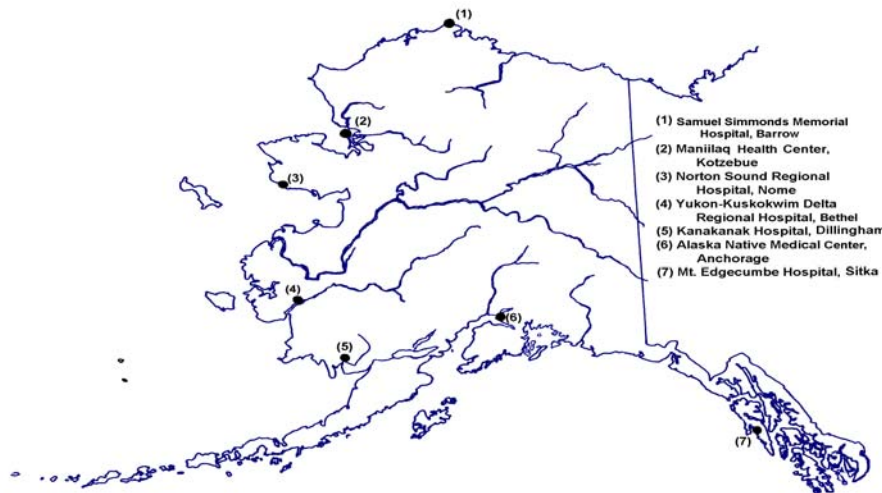 (1)
(2)
(3)
(4)
(5)
(6)
(7)
(1) Samuel Simmonds Memorial
Hospital, Barrow
(2) Maniilaq Health Center,
Kotzebue
(3) Norton Sound Regional
Hospital, Nome
(4) Yukon-Kuskokwim Delta
Regional Hospital, Bethel
(5) Kanakanak Hospital, Dillingham
(6) Alaska Native Medical Center,
Anchorage
(7) Mt. Edgecumbe Hospital, Sitka